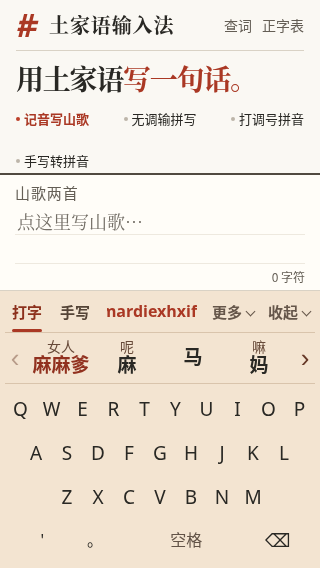 # 土家语输入法 查词 正字表
用土家语写一句话。
记音写山歌 无调输拼写 打调号拼音
手写转拼音
山歌两首
点这里写山歌…
0 字符
打字 手写 nardiexhxif 更多 收起
女人 呢 嘛
‹ 麻麻爹 麻 马 妈 ›
Q W E R T Y U I O P
A S D F G H J K L
Z X C V B N M
' 。 空格 ⌫